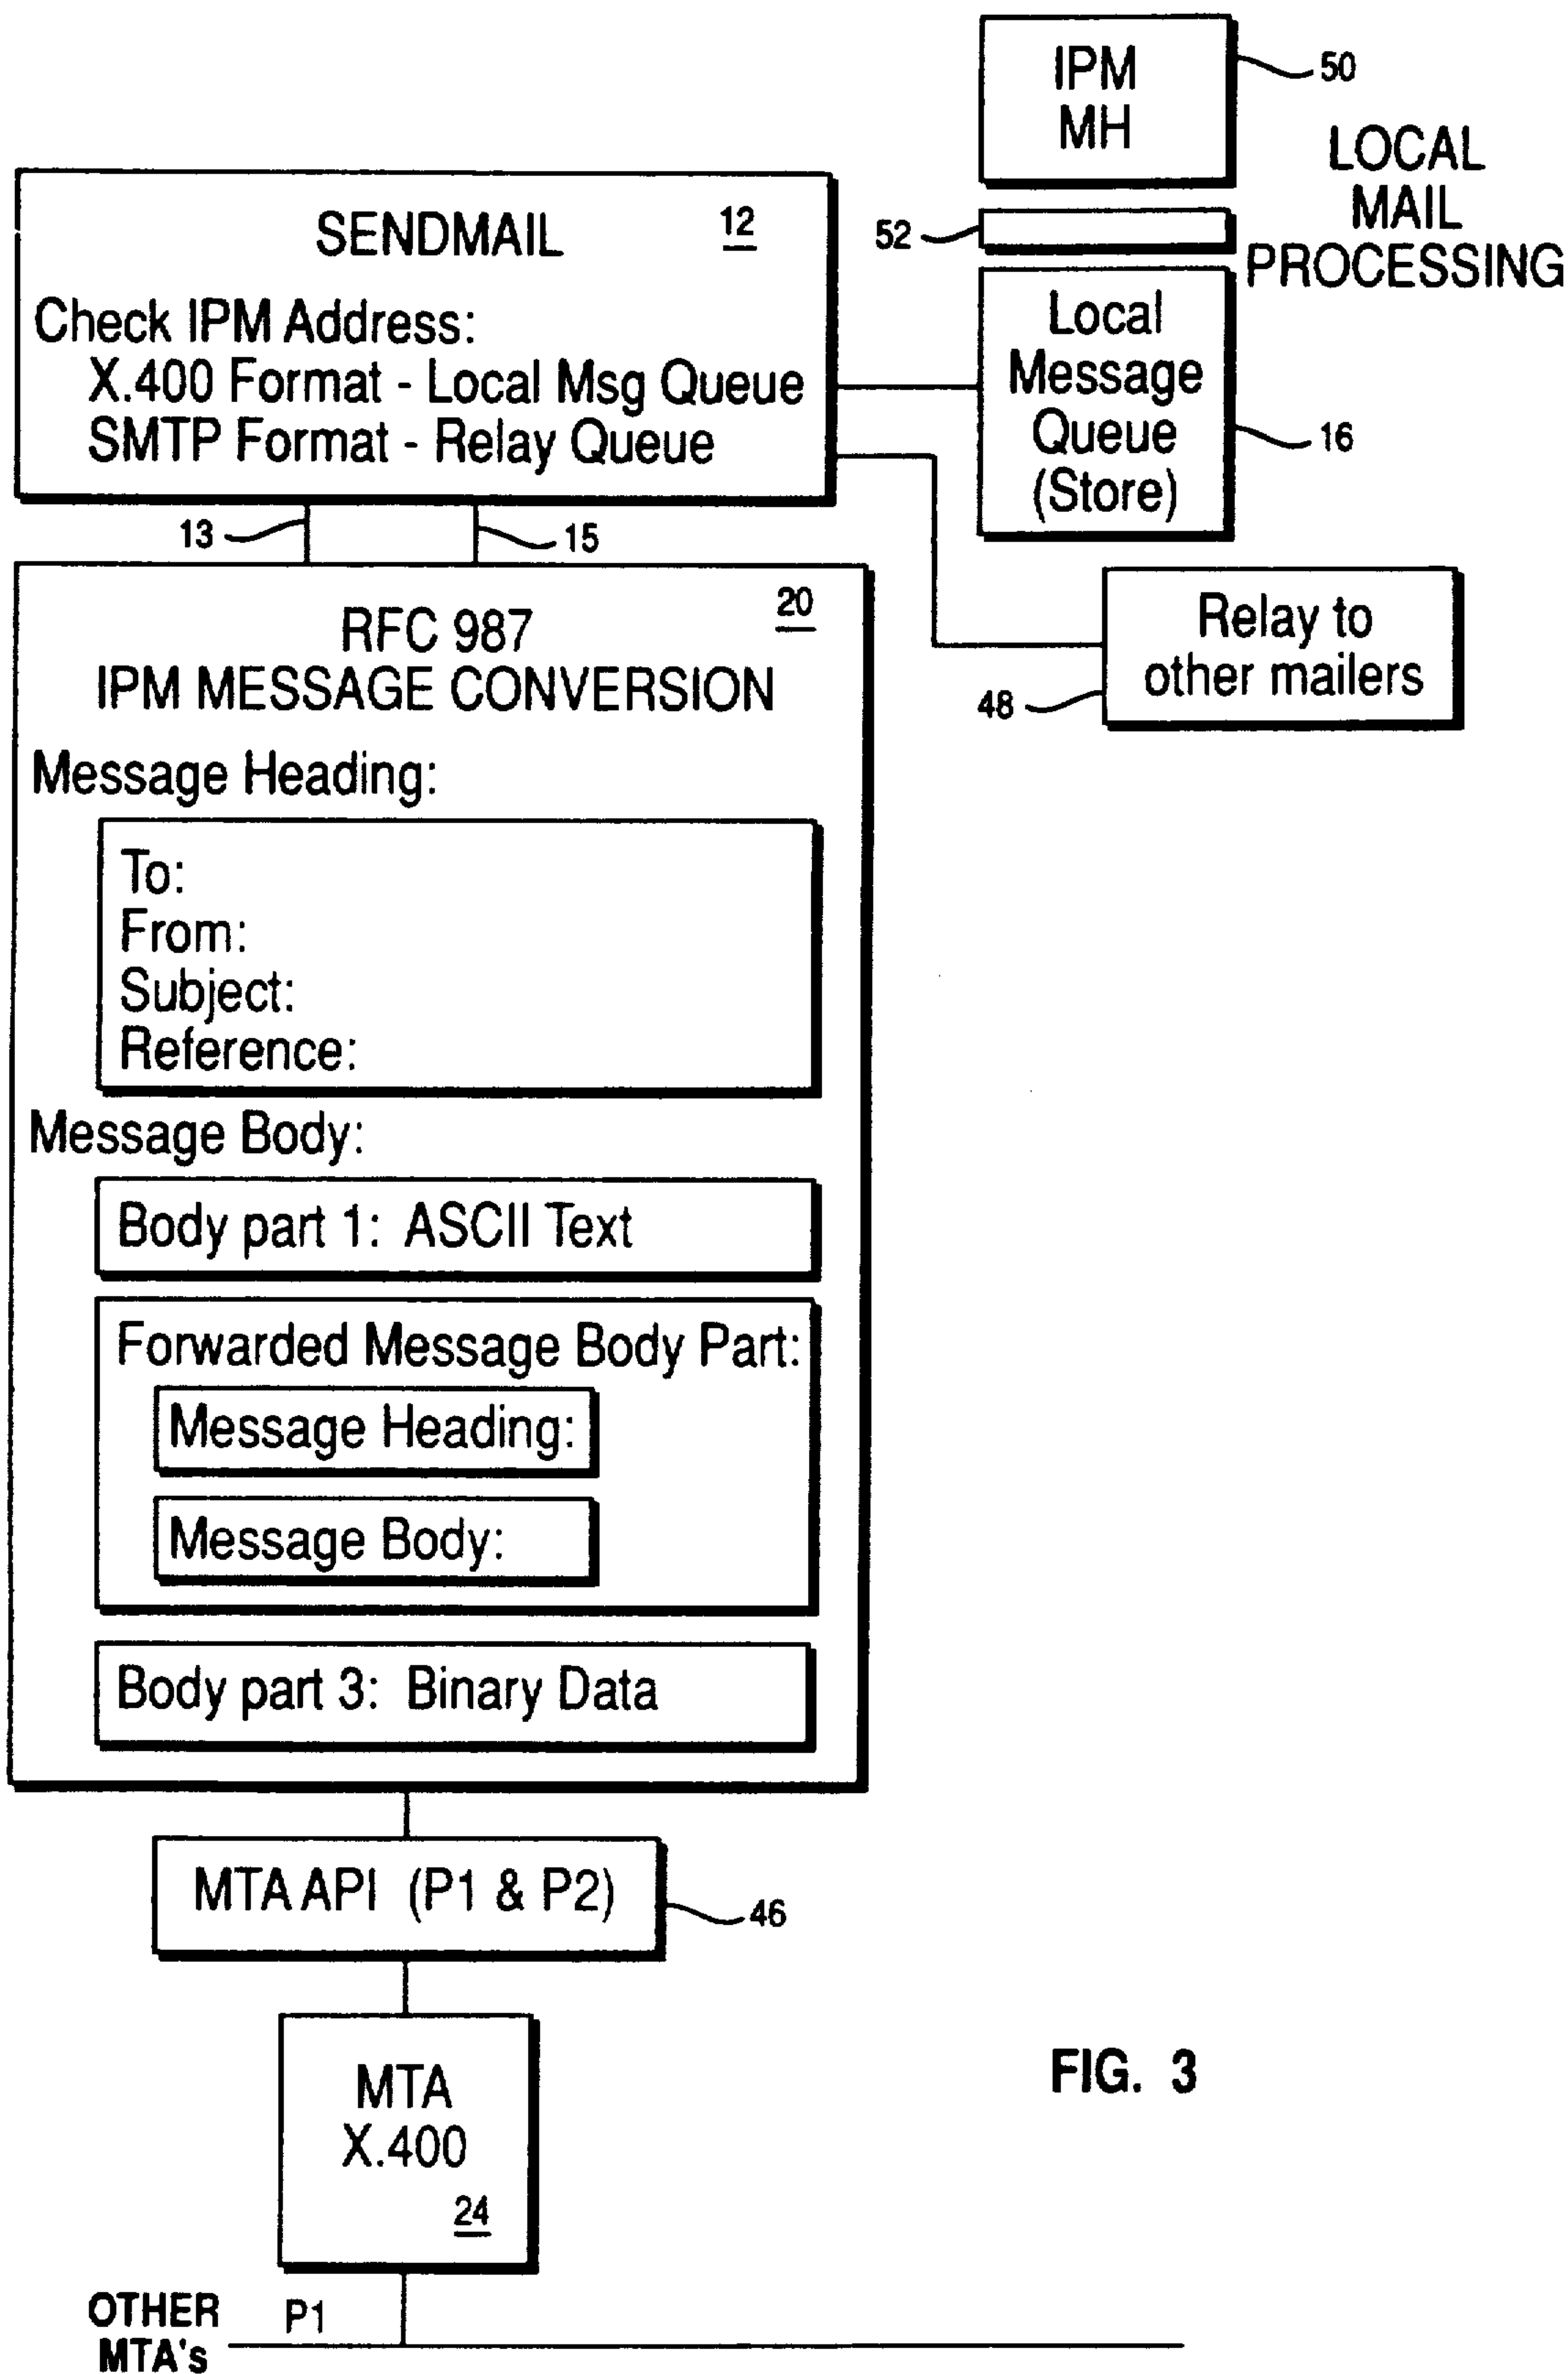 IPM
MH
50
LOCAL
MAIL
PROCESSING
52
SENDMAIL 12
Check IPM Address:
X.400 Format - Local Msg Queue
SMTP Format - Relay Queue
Local
Message
Queue
(Store)
16
13
15
Relay to
other mailers
48
RFC 987 20
IPM MESSAGE CONVERSION
Message Heading:
To:
From:
Subject:
Reference:
Message Body:
Body part 1: ASCII Text
Forwarded Message Body Part:
Message Heading:
Message Body:
Body part 3: Binary Data
MTA API (P1 & P2)
46
MTA
X.400
24
FIG. 3
OTHER
MTA's
P1